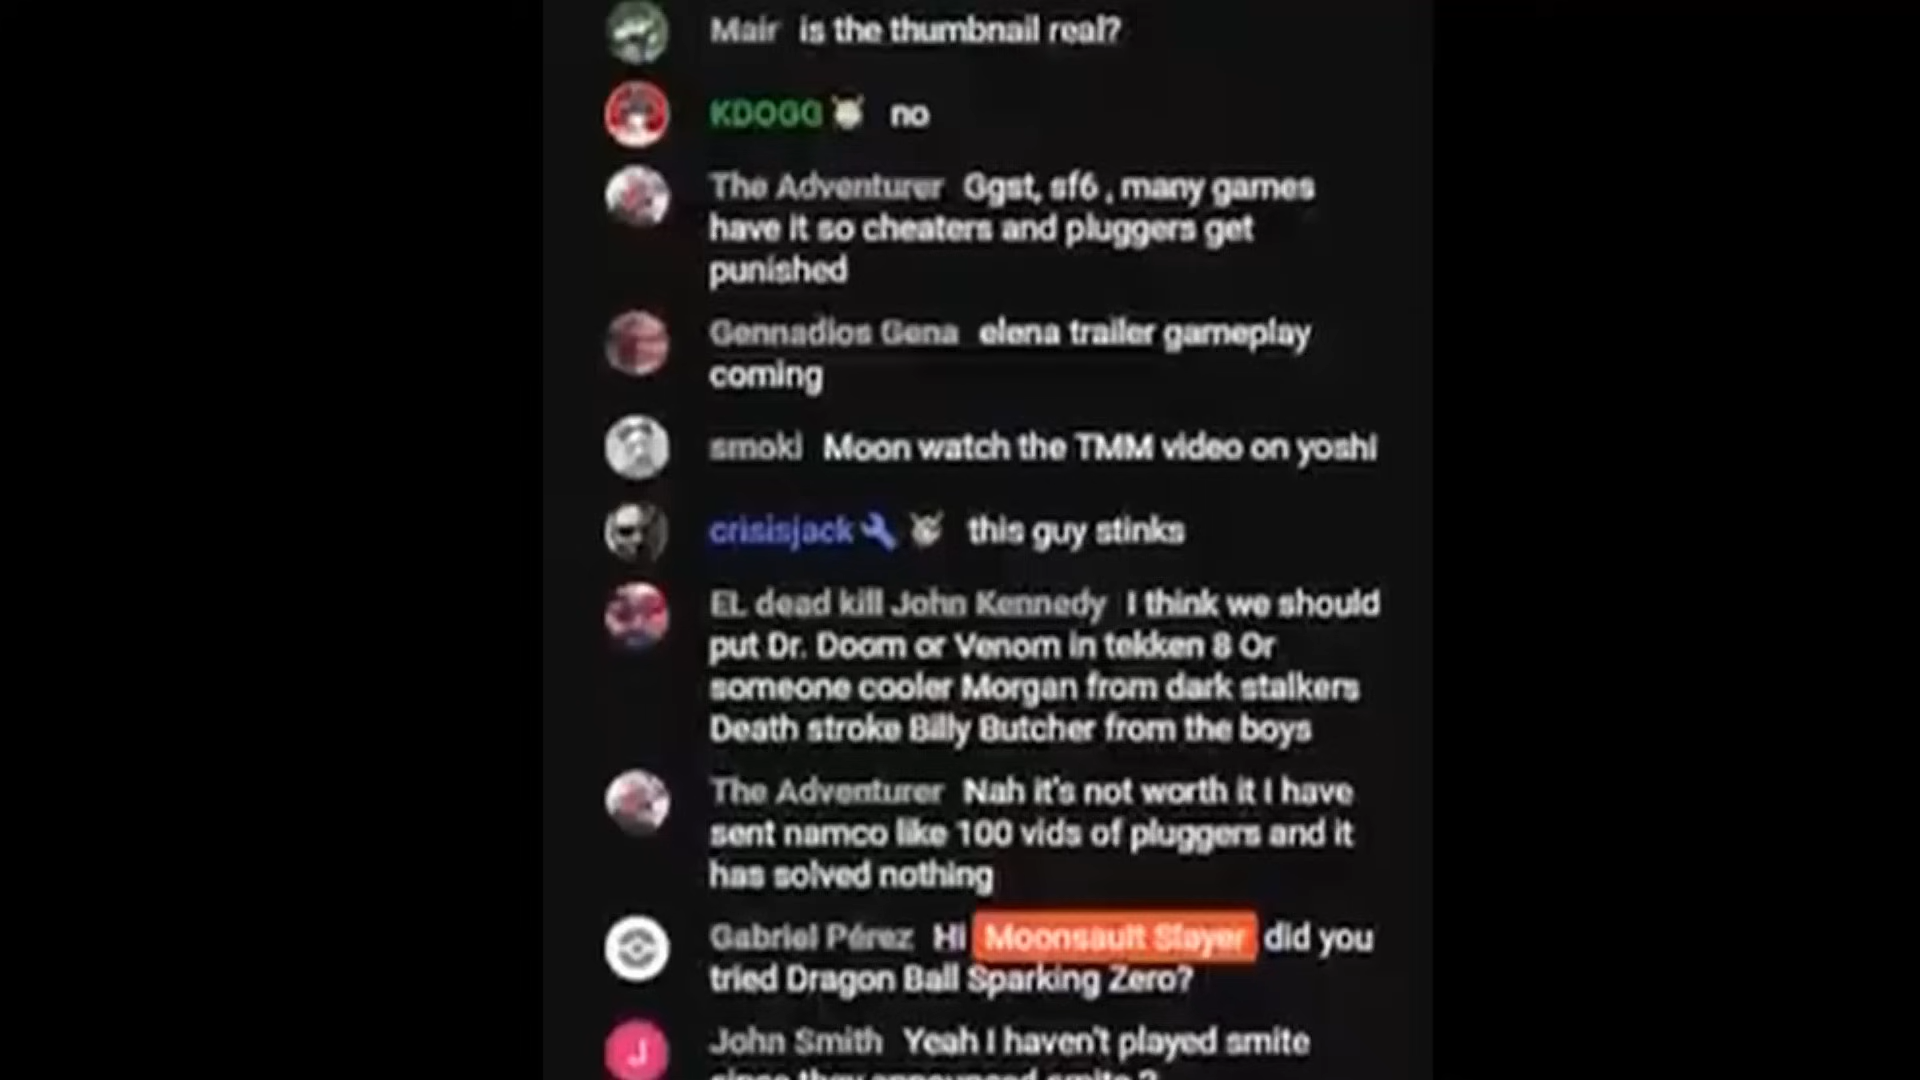 Mair is the thumbnail real?
KDOGG no
The Adventurer Ggst, sf6 , many games
have it so cheaters and pluggers get
punished
Gennadios Gena elena trailer gameplay
coming
smoki Moon watch the TMM video on yoshi
crisisjack this guy stinks
EL dead kill John Kennedy I think we should
put Dr. Doom or Venom in tekken 8 Or
someone cooler Morgan from dark stalkers
Death stroke Billy Butcher from the boys
The Adventurer Nah it's not worth it I have
sent namco like 100 vids of pluggers and it
has solved nothing
Gabriel Pérez Hi Moonsault Slayer did you
tried Dragon Ball Sparking Zero?
J John Smith Yeah I haven't played smite
since they announced smite 2